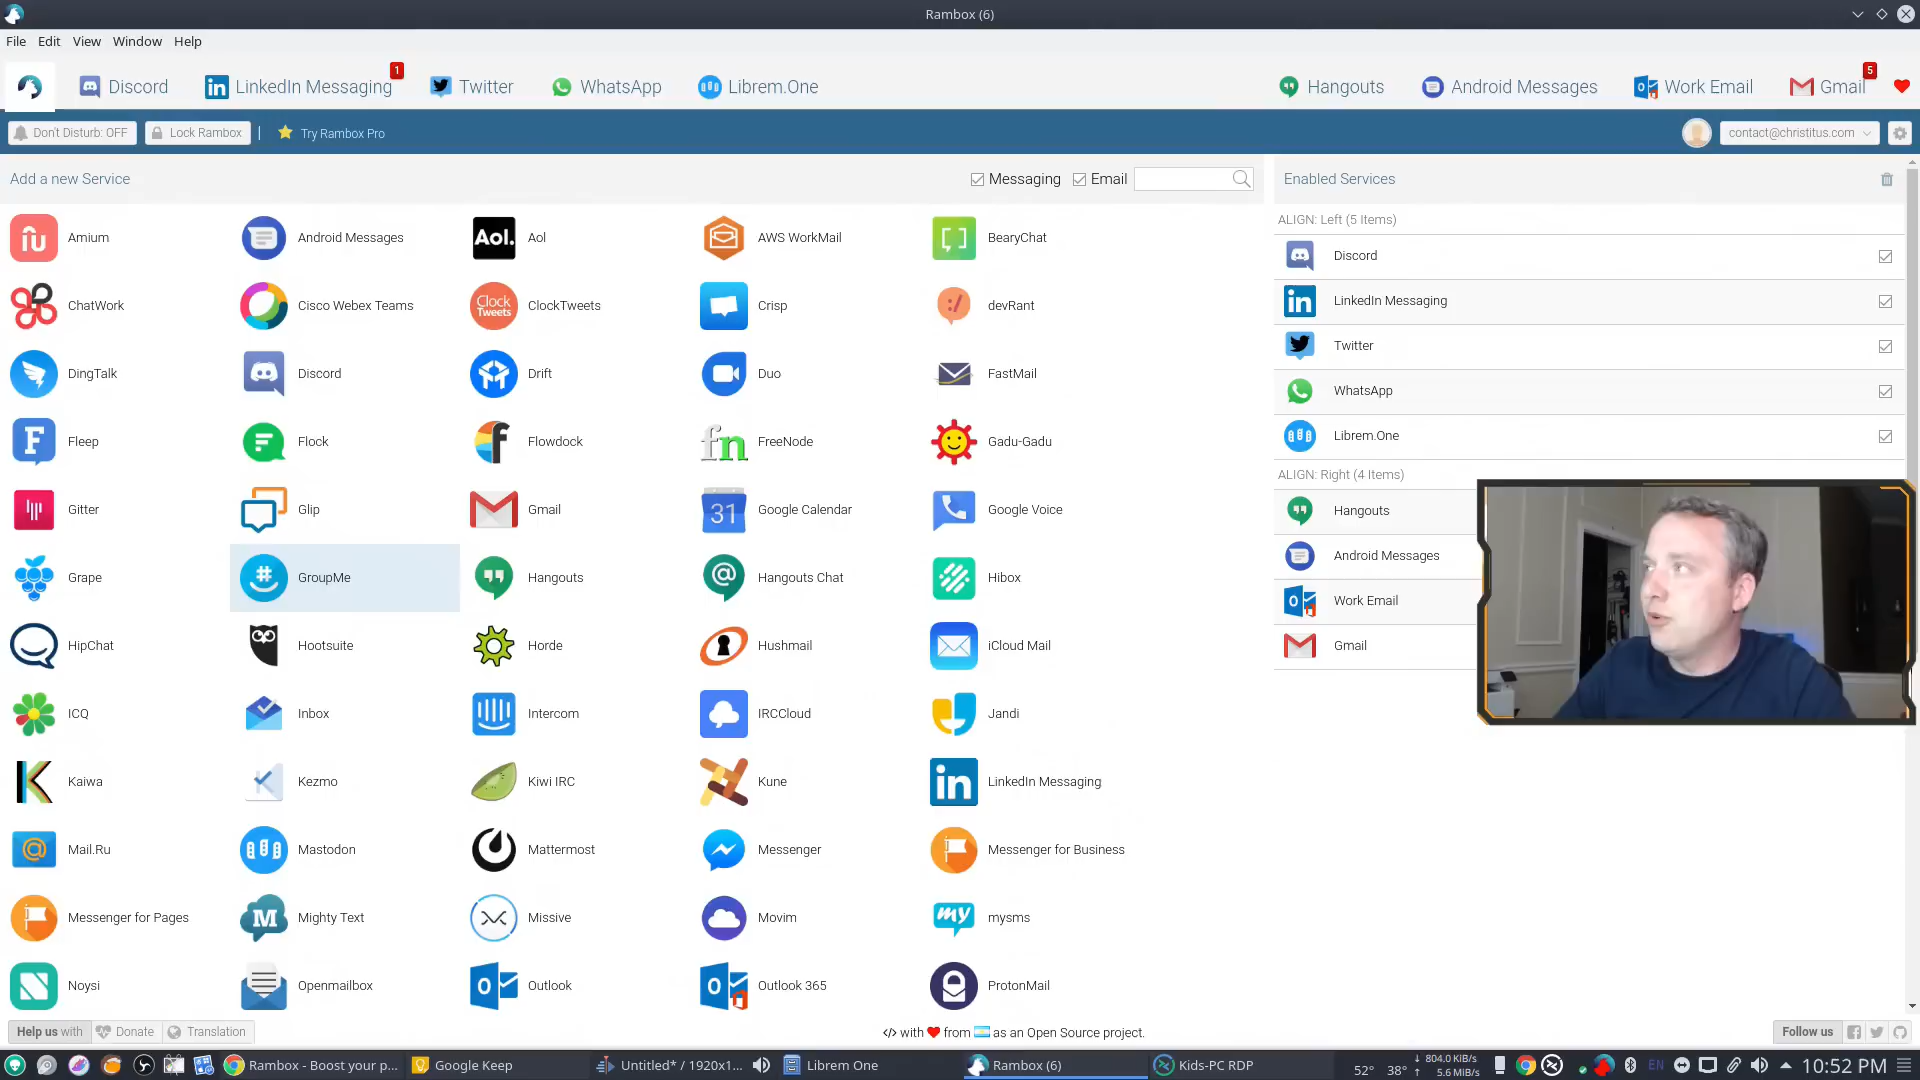 Rambox (6)
File Edit View Window Help
Discord LinkedIn Messaging 1 Twitter WhatsApp Librem.One Hangouts Android Messages Work Email Gmail 5
Don't Disturb: OFF Lock Rambox | Try Rambox Pro contact@christitus.com
Add a new Service Messaging Email Enabled Services
ALIGN: Left (5 Items)
Amium Android Messages Aol. Aol AWS WorkMail BearyChat
Discord
ChatWork Cisco Webex Teams Clock Tweets ClockTweets Crisp devRant
LinkedIn Messaging
Twitter
DingTalk Discord Drift Duo FastMail
WhatsApp
Fleep Flock Flowdock fn FreeNode Gadu-Gadu
Librem.One
ALIGN: Right (4 Items)
Gitter Glip Gmail 31 Google Calendar Google Voice
Hangouts
Android Messages
Grape GroupMe Hangouts Hangouts Chat Hibox
Work Email
HipChat Hootsuite Horde Hushmail iCloud Mail
Gmail
ICQ Inbox Intercom IRCCloud Jandi
Kaiwa Kezmo Kiwi IRC Kune in LinkedIn Messaging
Mail.Ru Mastodon Mattermost Messenger Messenger for Business
Messenger for Pages Mighty Text Missive Movim my mysms
Noysi Openmailbox Outlook Outlook 365 ProtonMail
Help us with Donate Translation </> with from as an Open Source project. Follow us
Rambox - Boost your p... Google Keep Untitled* / 1920x1... Librem One Rambox (6) Kids-PC RDP 52° 38° ↓ 804.0 KiB/s ↑ 5.6 MiB/s EN 10:52 PM